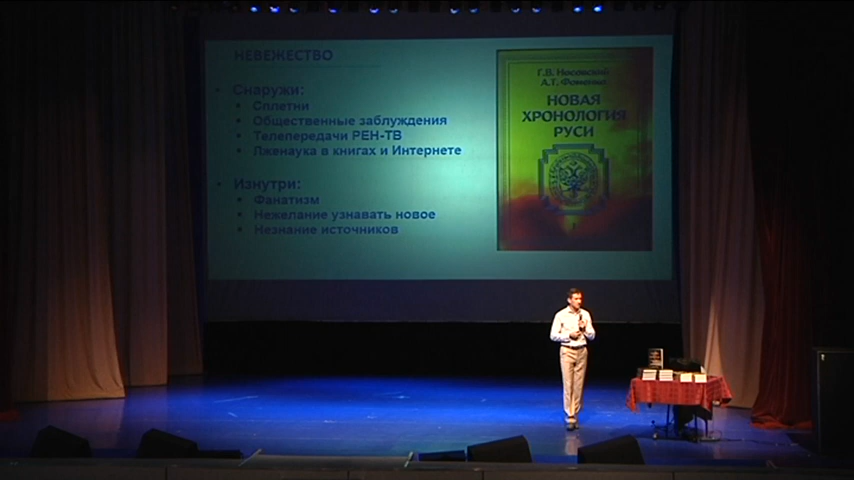 НЕВЕЖЕСТВО
Снаружи:
Сплетни
Общественные заблуждения
Телепередачи РЕН-ТВ
Лженаука в книгах и Интернете
Изнутри:
Фанатизм
Нежелание узнавать новое
Незнание источников
Г.В. Носовский
А.Т. Фоменко
НОВАЯ
ХРОНОЛОГИЯ
РУСИ